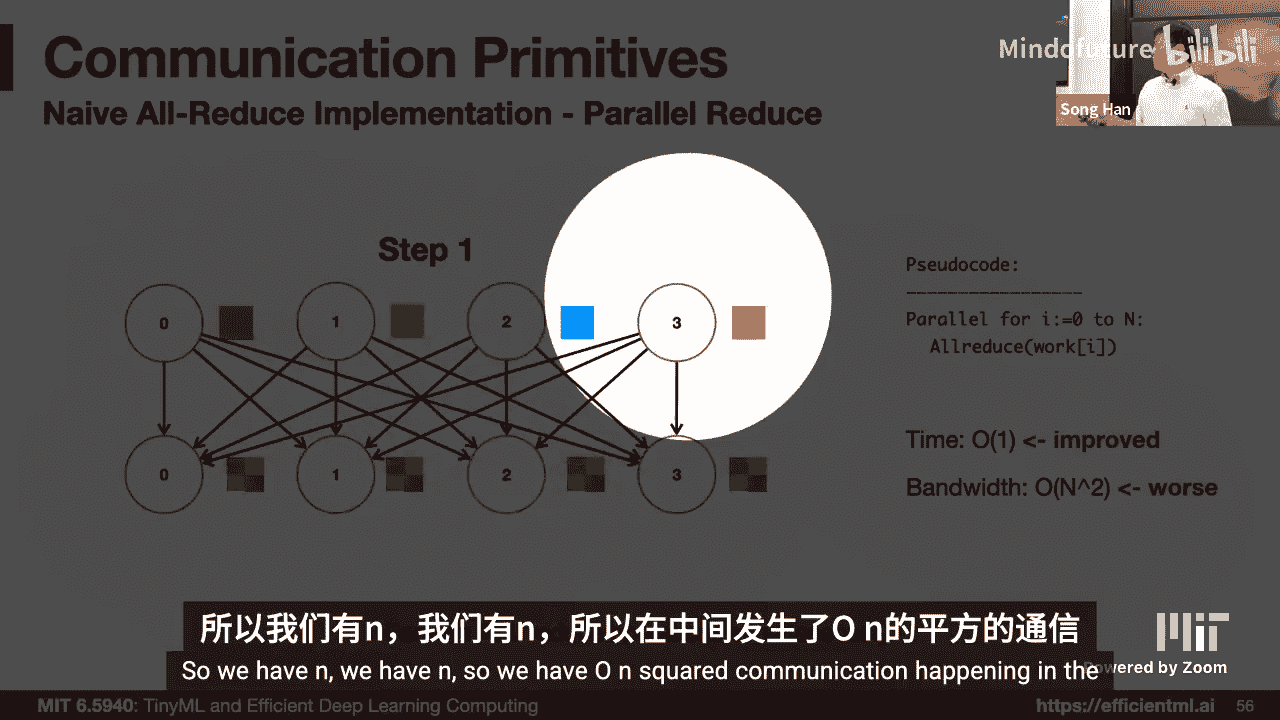 Communication Primitives
Naive All-Reduce Implementation - Parallel Reduce
Mindofuture bilibili
Song Han
Step 1
0
1
2
3
0
1
2
3
Pseudocode:
----------------
Parallel for i:=0 to N:
Allreduce(work[i])
Time: O(1) <- improved
Bandwidth: O(N^2) <- worse
所以我们有n，我们有n，所以在中间发生了O n的平方的通信
So we have n, we have n, so we have O n squared communication happening in the
MIT
Powered by Zoom
MIT 6.5940: TinyML and Efficient Deep Learning Computing
https://efficientml.ai
56